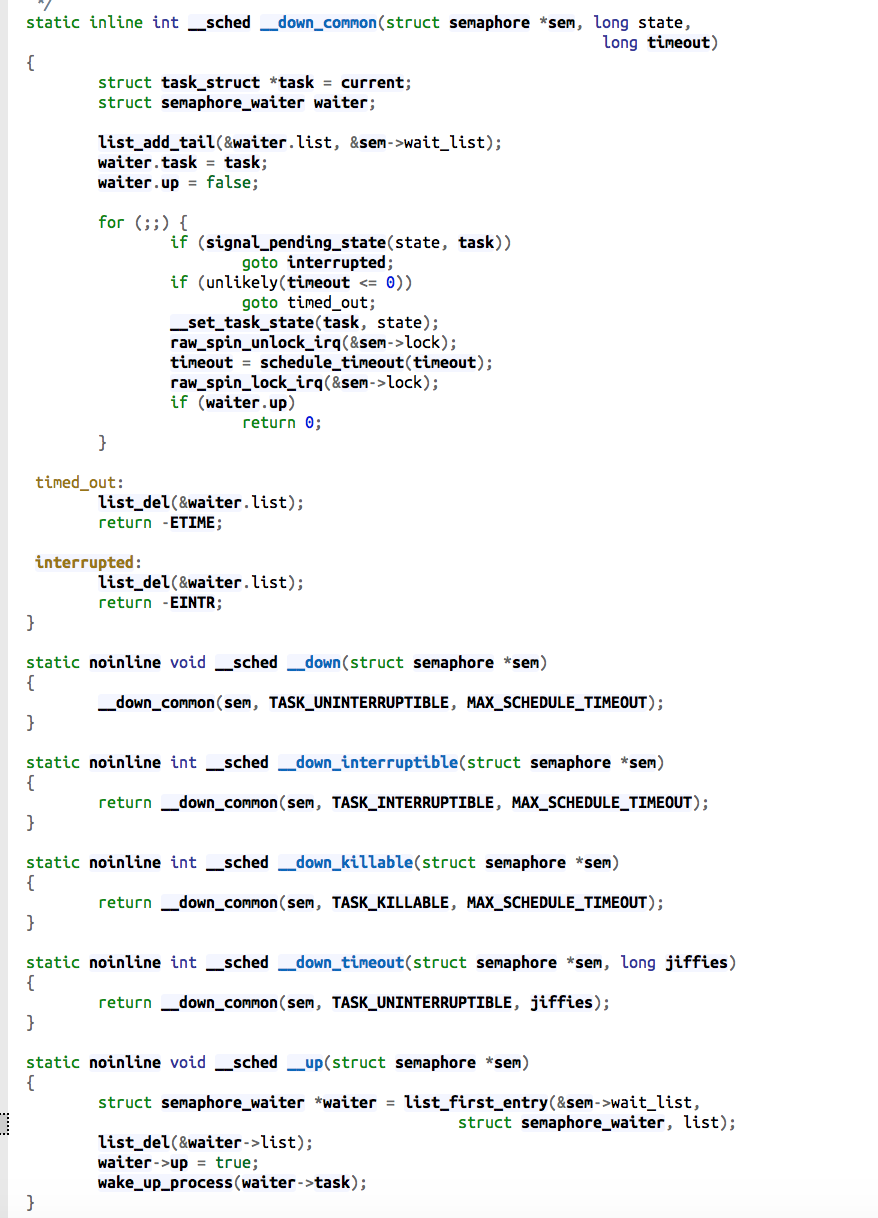 */
static inline int __sched __down_common(struct semaphore *sem, long state,
                                                                long timeout)
{
        struct task_struct *task = current;
        struct semaphore_waiter waiter;

        list_add_tail(&waiter.list, &sem->wait_list);
        waiter.task = task;
        waiter.up = false;

        for (;;) {
                if (signal_pending_state(state, task))
                        goto interrupted;
                if (unlikely(timeout <= 0))
                        goto timed_out;
                __set_task_state(task, state);
                raw_spin_unlock_irq(&sem->lock);
                timeout = schedule_timeout(timeout);
                raw_spin_lock_irq(&sem->lock);
                if (waiter.up)
                        return 0;
        }

 timed_out:
        list_del(&waiter.list);
        return -ETIME;

 interrupted:
        list_del(&waiter.list);
        return -EINTR;
}

static noinline void __sched __down(struct semaphore *sem)
{
        __down_common(sem, TASK_UNINTERRUPTIBLE, MAX_SCHEDULE_TIMEOUT);
}

static noinline int __sched __down_interruptible(struct semaphore *sem)
{
        return __down_common(sem, TASK_INTERRUPTIBLE, MAX_SCHEDULE_TIMEOUT);
}

static noinline int __sched __down_killable(struct semaphore *sem)
{
        return __down_common(sem, TASK_KILLABLE, MAX_SCHEDULE_TIMEOUT);
}

static noinline int __sched __down_timeout(struct semaphore *sem, long jiffies)
{
        return __down_common(sem, TASK_UNINTERRUPTIBLE, jiffies);
}

static noinline void __sched __up(struct semaphore *sem)
{
        struct semaphore_waiter *waiter = list_first_entry(&sem->wait_list,
                                                struct semaphore_waiter, list);
        list_del(&waiter->list);
        waiter->up = true;
        wake_up_process(waiter->task);
}